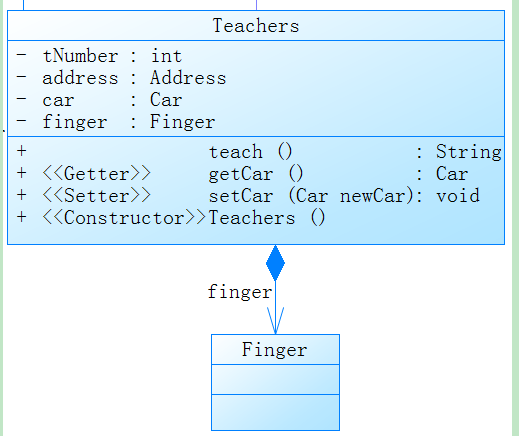 Teachers
- tNumber : int
- address : Address
- car : Car
- finger : Finger
+ teach () : String
+ <<Getter>> getCar () : Car
+ <<Setter>> setCar (Car newCar) : void
+ <<Constructor>> Teachers ()
finger
Finger